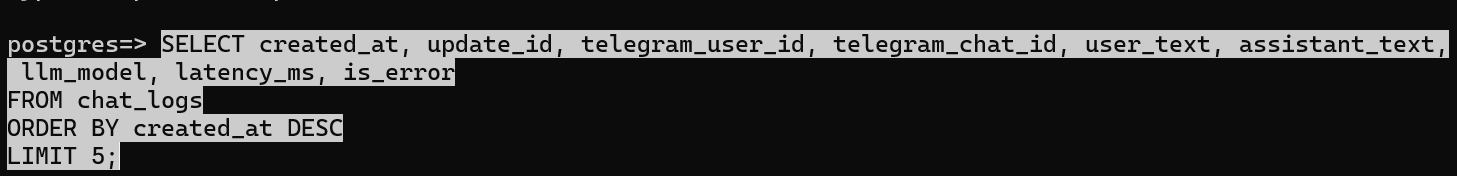 postgres=> SELECT created_at, update_id, telegram_user_id, telegram_chat_id, user_text, assistant_text,
 llm_model, latency_ms, is_error
FROM chat_logs
ORDER BY created_at DESC
LIMIT 5;